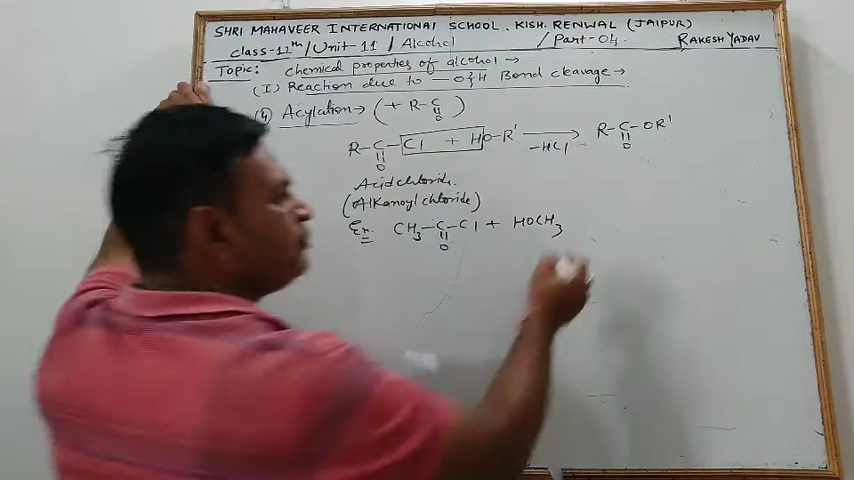 SHRI MAHAVEER INTERNATIONAL SCHOOL. KISH. RENWAL (JAIPUR)
class-12th/Unit-11 / Alcohol / Part-04. RAKESH YADAV
Topic: chemical properties of alcohol →
(I) Reaction due to -O}H Bond cleavage →
(4) Acylation → (+ R-C=O)
R-C(=O)-Cl + HO-R' → -HCl R-C(=O)-OR'
Acid chloride.
(Alkanoyl chloride)
Ex. CH3-C(=O)-Cl + HOCH3